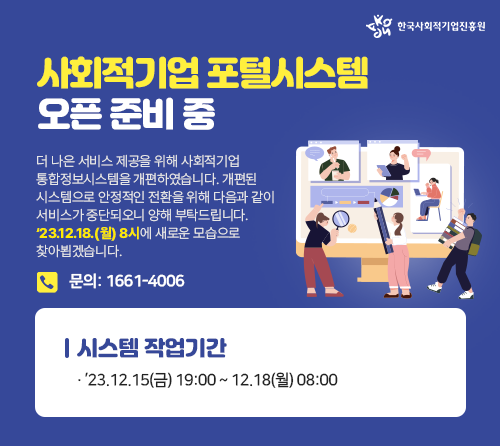 한국사회적기업진흥원
사회적기업 포털시스템
오픈 준비 중
더 나은 서비스 제공을 위해 사회적기업
통합정보시스템을 개편하였습니다. 개편된
시스템으로 안정적인 전환을 위해 다음과 같이
서비스가 중단되오니 양해 부탁드립니다.
‘23.12.18.(월) 8시에 새로운 모습으로
찾아뵙겠습니다.
문의: 1661-4006
시스템 작업기간
· ’23.12.15(금) 19:00 ~ 12.18(월) 08:00